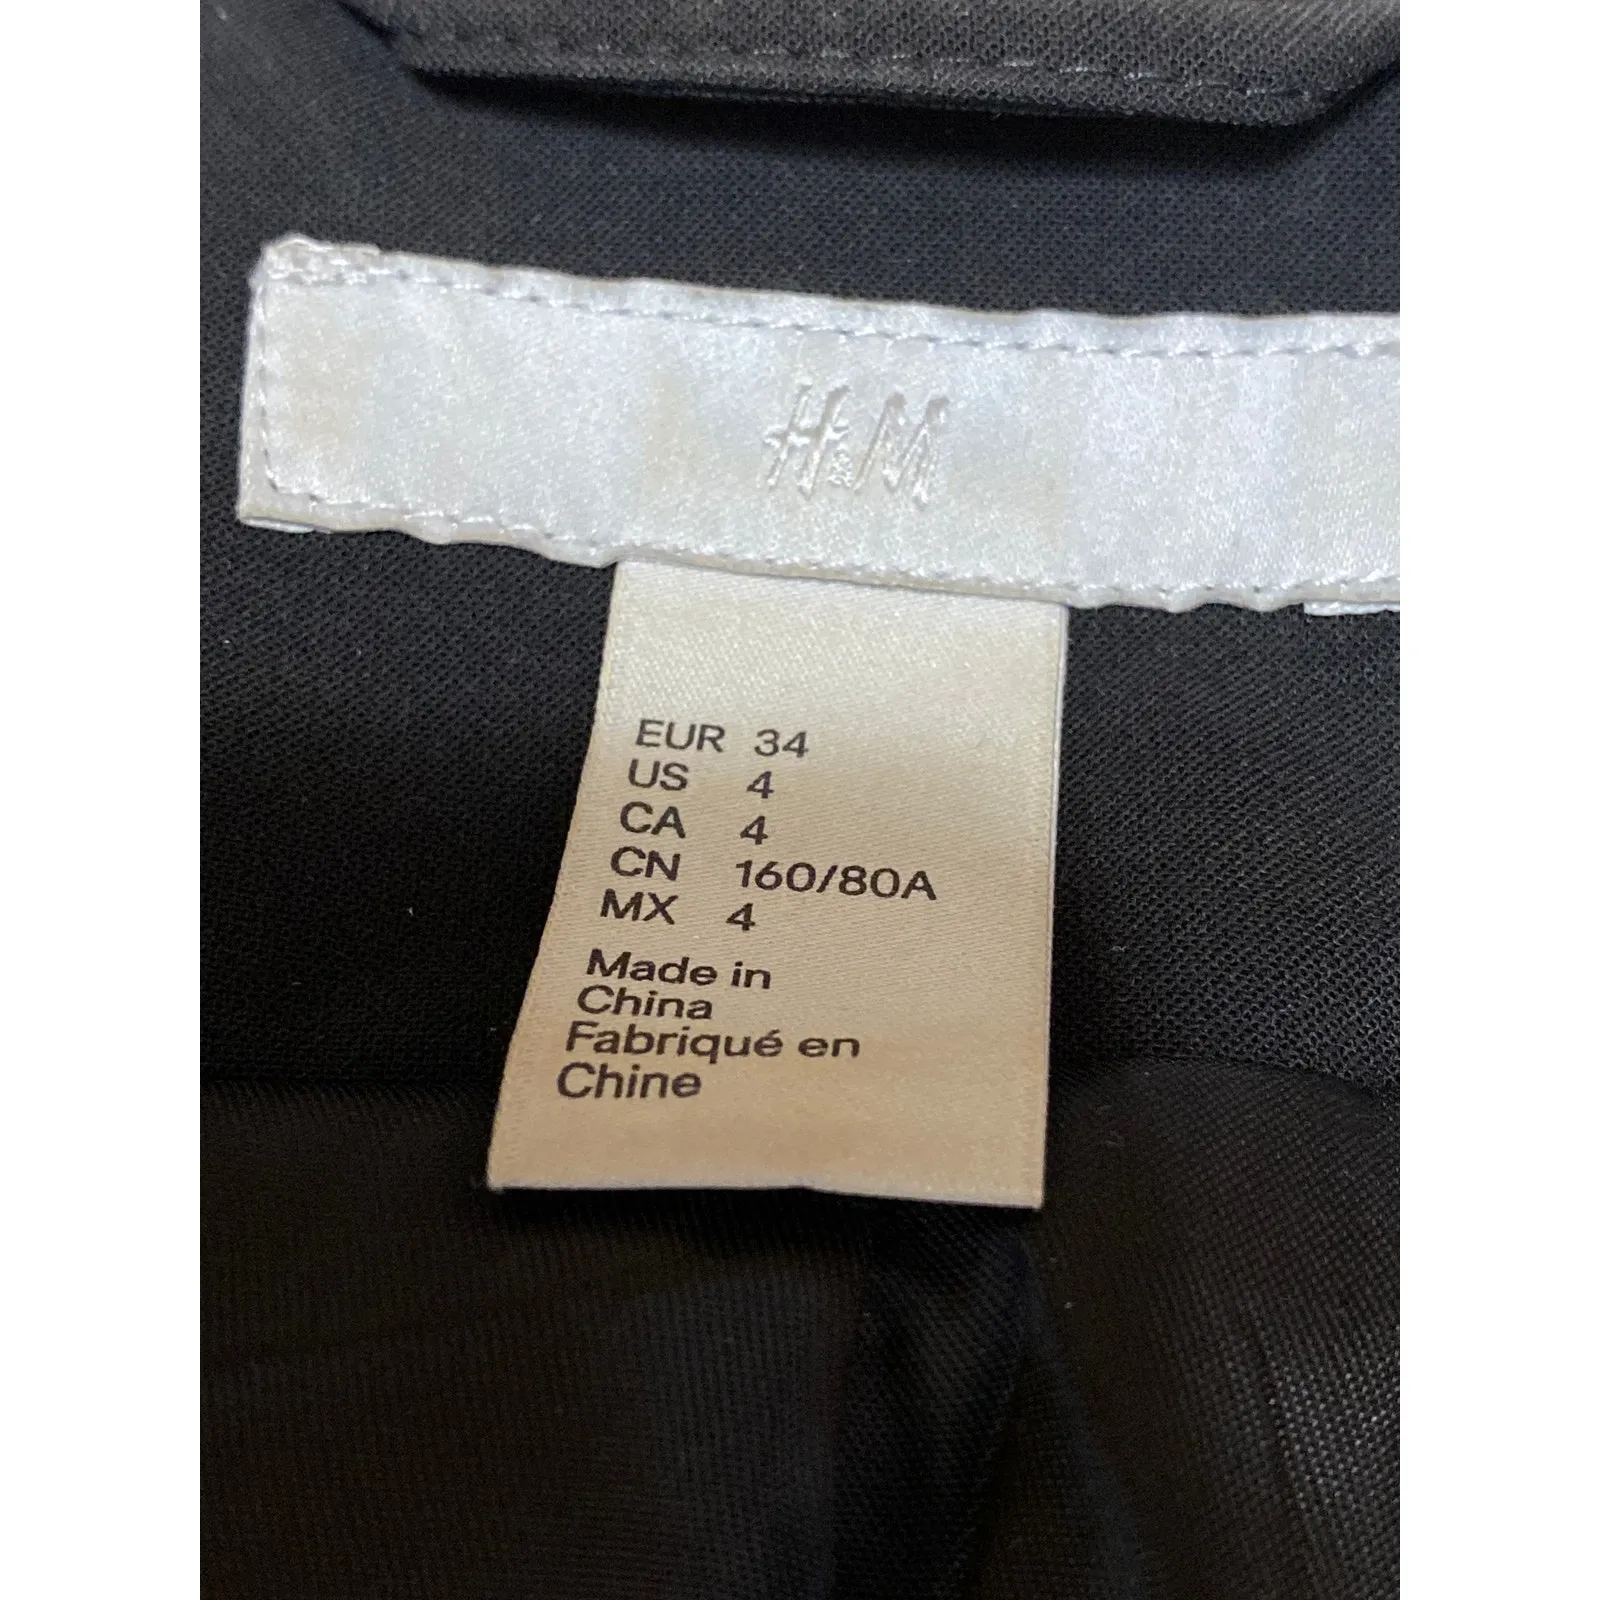 H&M
EUR 34
US 4
CA 4
CN 160/80A
MX 4
Made in
China
Fabriqué en
Chine